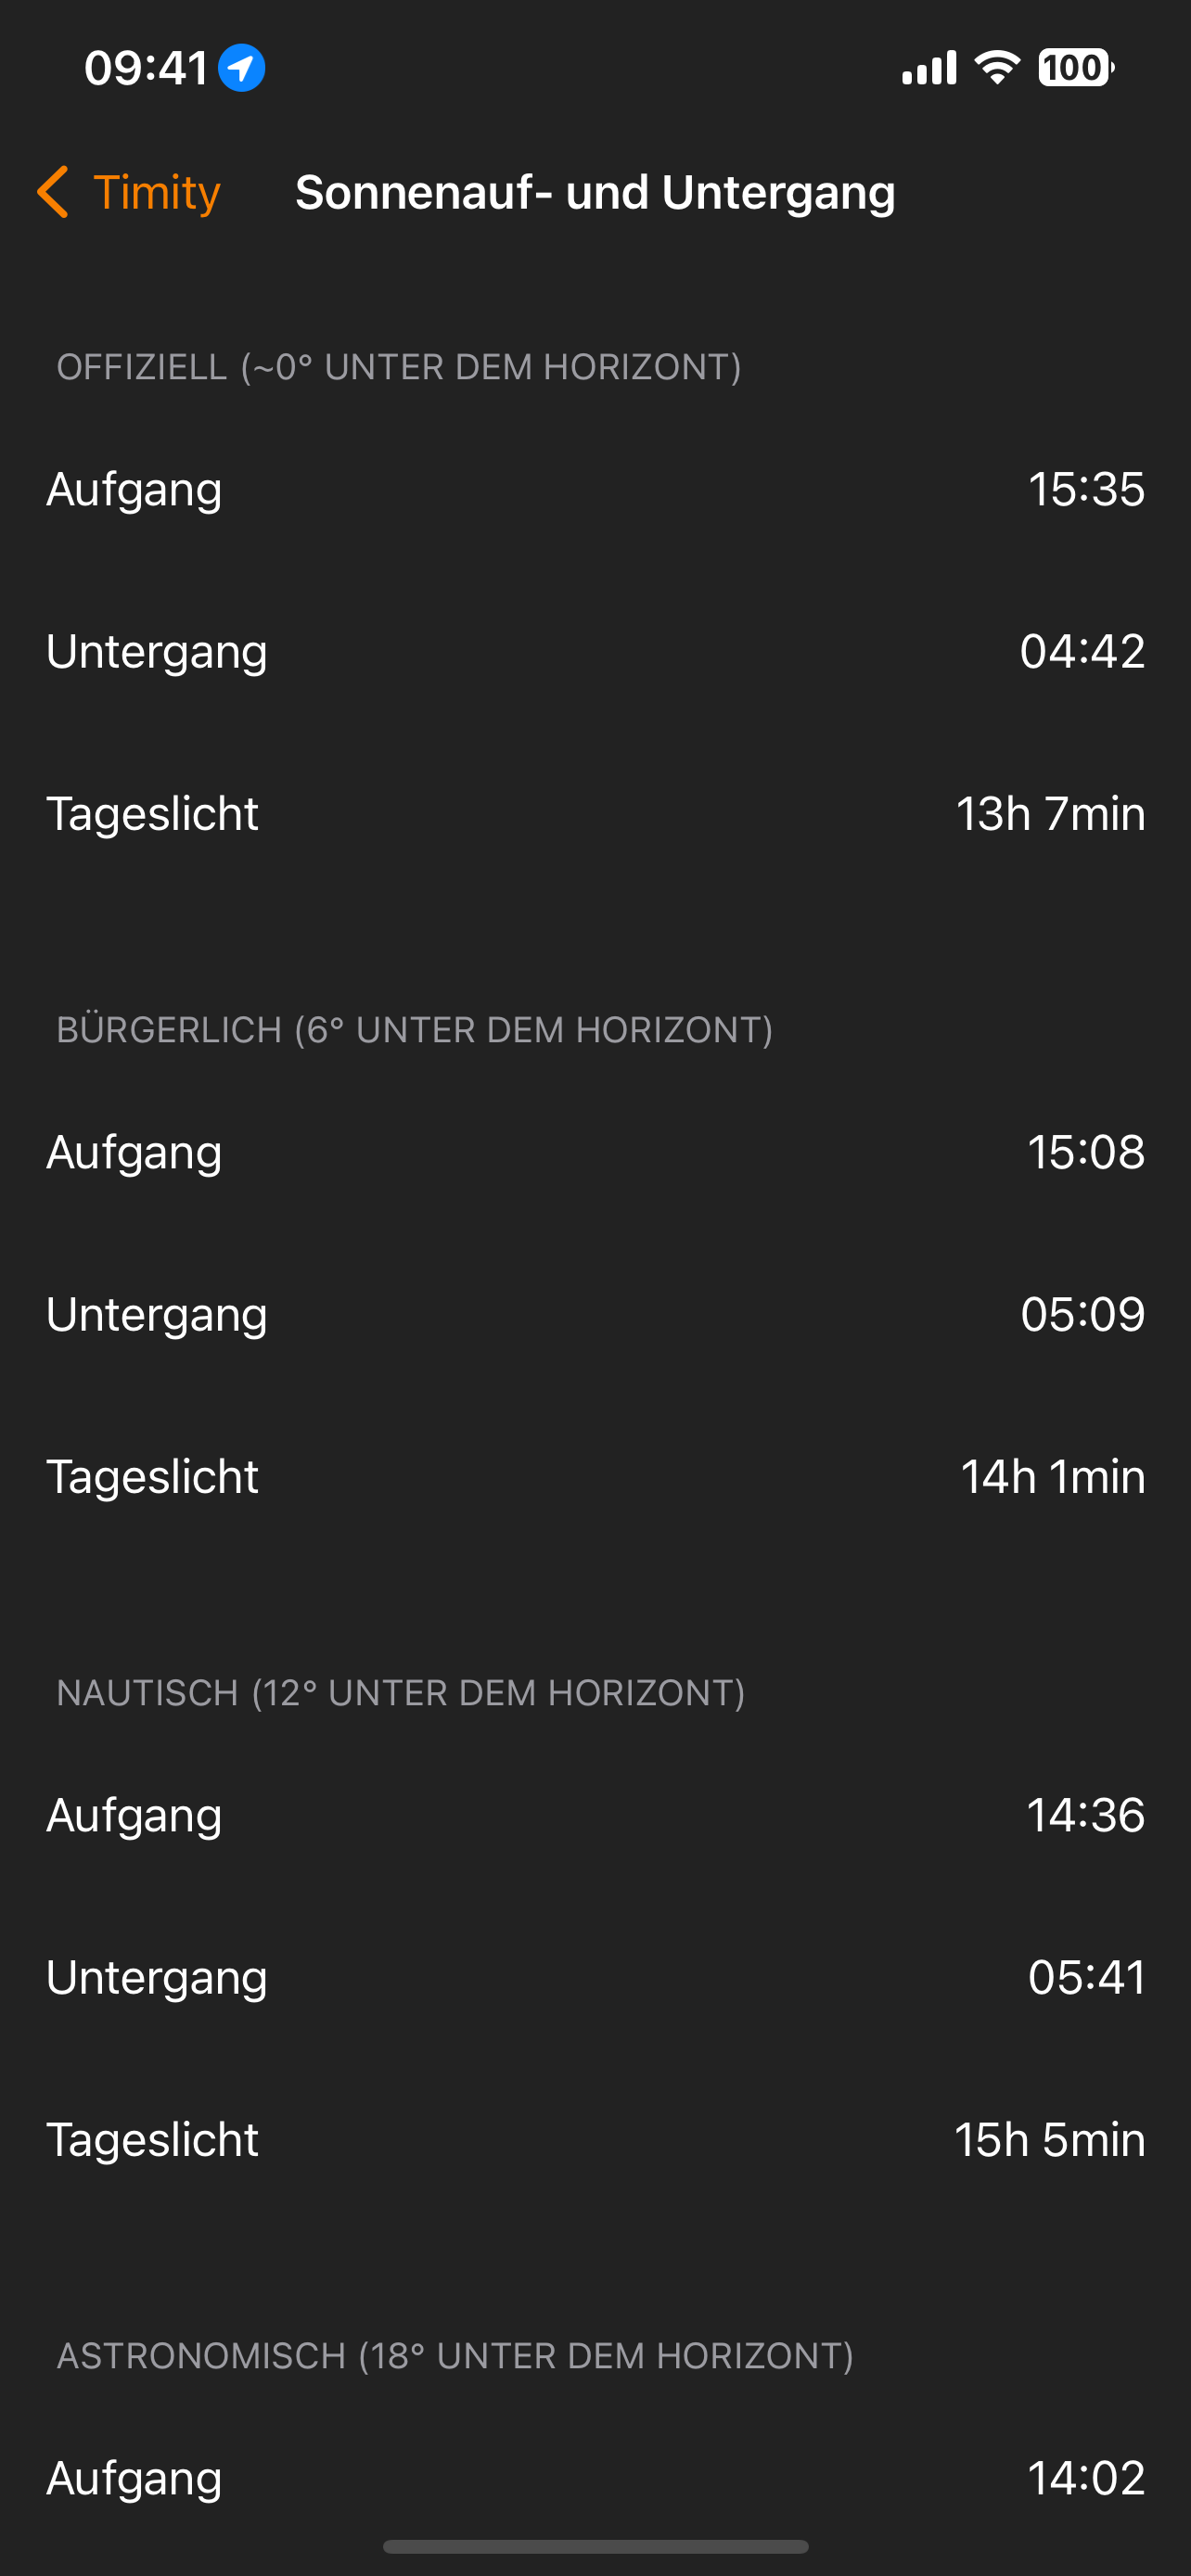 09:41
100
Timity
Sonnenauf- und Untergang
OFFIZIELL (~0° UNTER DEM HORIZONT)
Aufgang 15:35
Untergang 04:42
Tageslicht 13h 7min
BÜRGERLICH (6° UNTER DEM HORIZONT)
Aufgang 15:08
Untergang 05:09
Tageslicht 14h 1min
NAUTISCH (12° UNTER DEM HORIZONT)
Aufgang 14:36
Untergang 05:41
Tageslicht 15h 5min
ASTRONOMISCH (18° UNTER DEM HORIZONT)
Aufgang 14:02